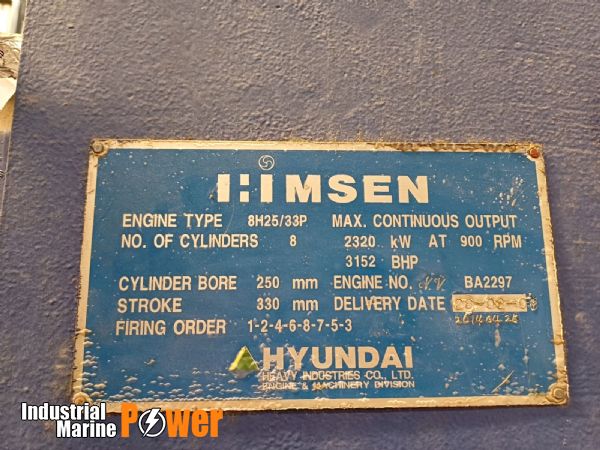 HiMSEN
ENGINE TYPE 8H25/33P MAX. CONTINUOUS OUTPUT
NO. OF CYLINDERS 8 2320 kW AT 900 RPM
3152 BHP
CYLINDER BORE 250 mm ENGINE NO. BA2297
STROKE 330 mm DELIVERY DATE
FIRING ORDER 1-2-4-6-8-7-5-3
HYUNDAI
HEAVY INDUSTRIES CO., LTD.
ENGINE & MACHINERY DIVISION
Industrial
Marine Power